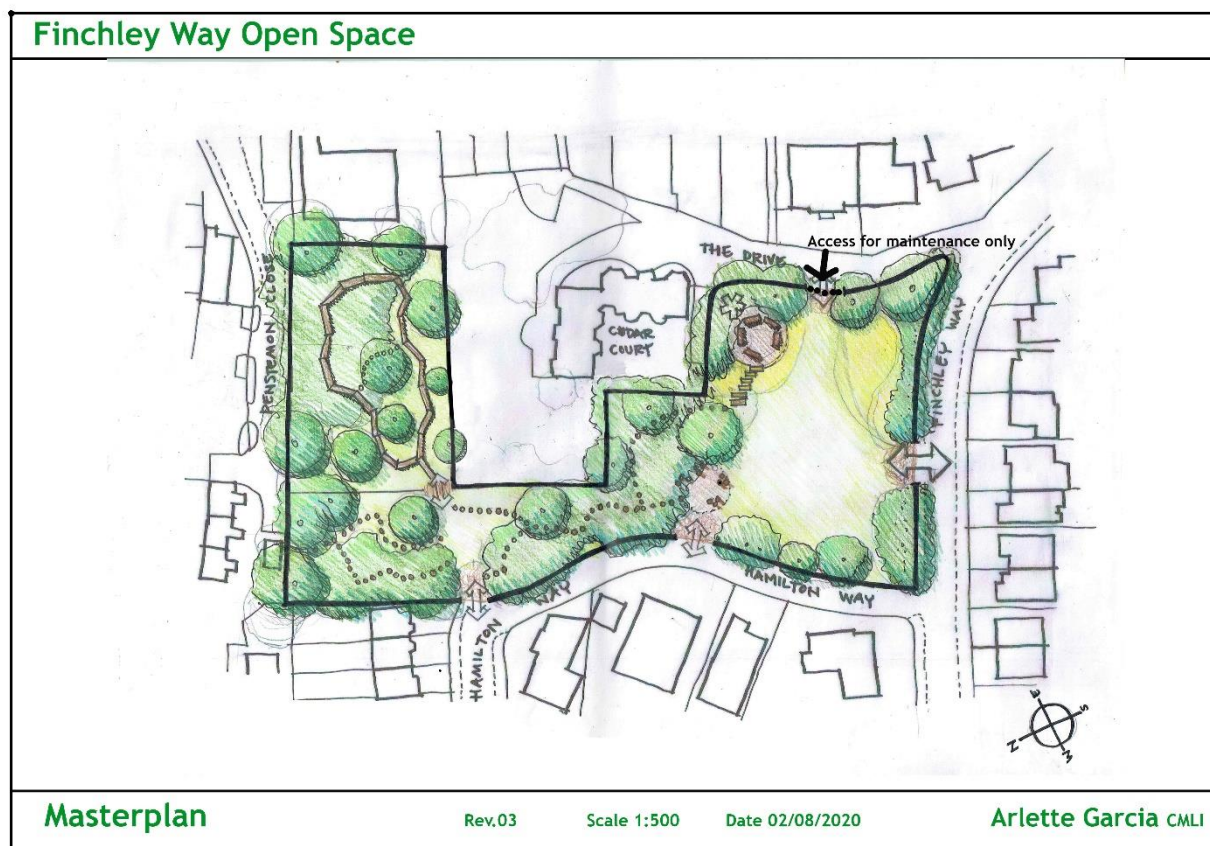 Finchley Way Open Space
THE DRIVE
Access for maintenance only
PENSTEMON CLOSE
CEDAR
COURT
FINCHLEY WAY
HAMILTON WAY
HAMILTON WAY
E
S
N
W
Masterplan
Rev.03
Scale 1:500
Date 02/08/2020
Arlette Garcia CMLI